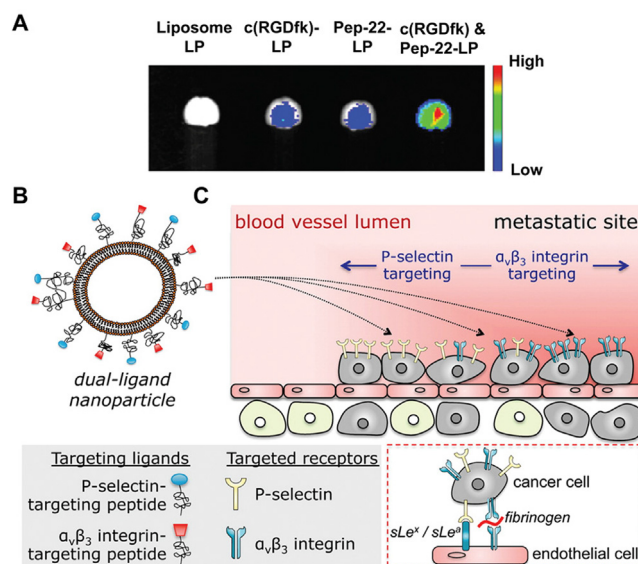 A
Liposome
LP
c(RGDfk)-
LP
Pep-22-
LP
c(RGDfk) &
Pep-22-LP
High
Low
B
C
blood vessel lumen
metastatic site
P-selectin
targeting
αvβ3 integrin
targeting
dual-ligand
nanoparticle
Targeting ligands
P-selectin-
targeting peptide
αvβ3 integrin-
targeting peptide
Targeted receptors
P-selectin
αvβ3 integrin
cancer cell
fibrinogen
sLeˣ / sLeᵃ
endothelial cell